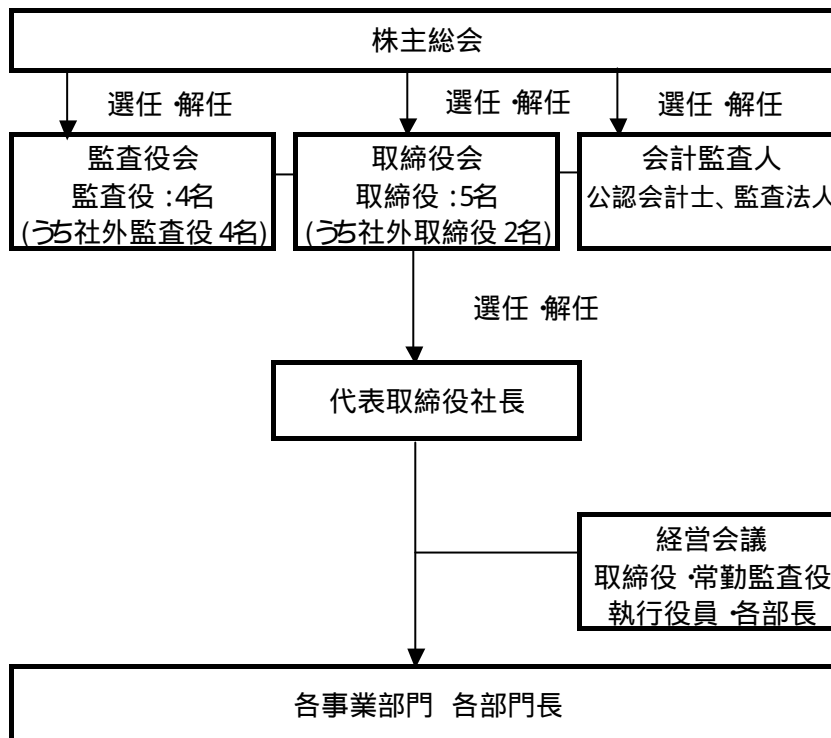 株主総会
選任・解任
選任・解任
選任・解任
監査役会
監査役:4名
(うち社外監査役4名)
取締役会
取締役:5名
(うち社外取締役2名)
会計監査人
公認会計士、監査法人
選任・解任
代表取締役社長
経営会議
取締役・常勤監査役
執行役員・各部長
各事業部門 各部門長